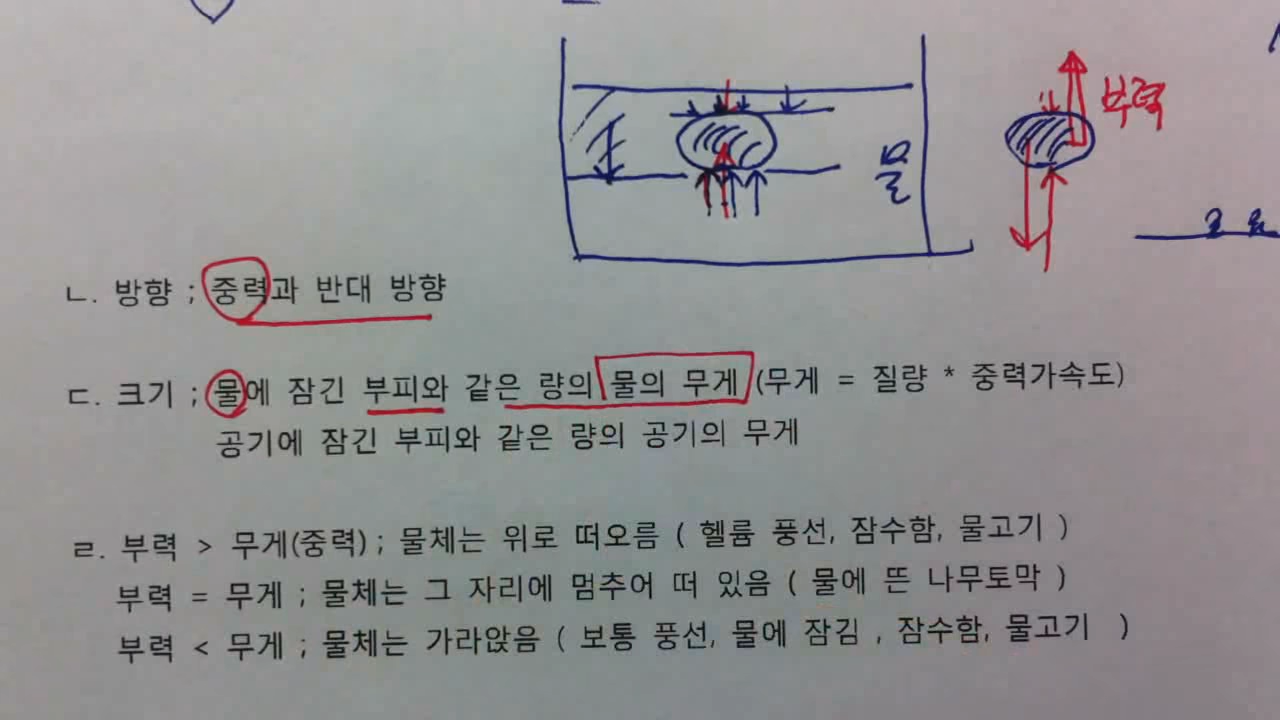 부력
물
ㄴ. 방향 ; 중력과 반대 방향
ㄷ. 크기 ; 물에 잠긴 부피와 같은 량의 물의 무게 (무게 = 질량 * 중력가속도)
공기에 잠긴 부피와 같은 량의 공기의 무게
ㄹ. 부력 > 무게(중력) ; 물체는 위로 떠오름 ( 헬륨 풍선, 잠수함, 물고기 )
부력 = 무게 ; 물체는 그 자리에 멈추어 떠 있음 ( 물에 뜬 나무토막 )
부력 < 무게 ; 물체는 가라앉음 ( 보통 풍선, 물에 잠김 , 잠수함, 물고기 )